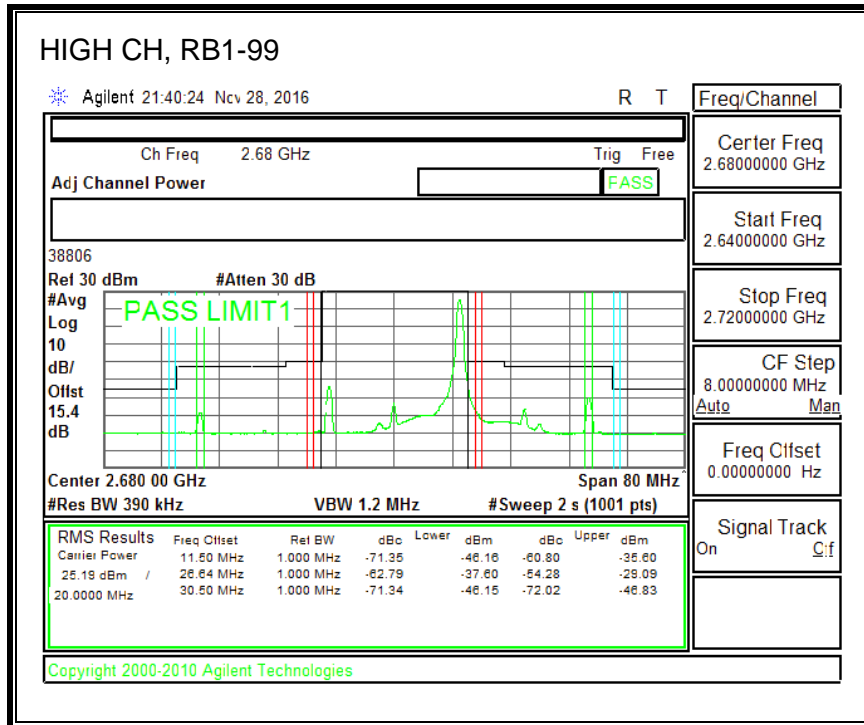 HIGH CH, RB1-99
Agilent 21:40:24 Nov 28, 2016 R T
Ch Freq 2.68 GHz Trig Free
Adj Channel Power PASS
38806
Ref 30 dBm #Atten 30 dB
#Avg
Log
10
dB/
Offst
15.4
dB
PASS LIMIT1
Center 2.680 00 GHz Span 80 MHz^
#Res BW 390 kHz VBW 1.2 MHz #Sweep 2 s (1001 pts)
RMS Results Freq Offset Ref BW dBc Lower dBm dBc Upper dBm
Carrier Power 11.50 MHz 1.000 MHz -71.35 -46.16 -60.80 -35.60
25.19 dBm / 26.64 MHz 1.000 MHz -62.79 -37.60 -54.28 -29.09
20.0000 MHz 30.50 MHz 1.000 MHz -71.34 -46.15 -72.02 -46.83
Copyright 2000-2010 Agilent Technologies
Freq/Channel
Center Freq
2.68000000 GHz
Start Freq
2.64000000 GHz
Stop Freq
2.72000000 GHz
CF Step
8.00000000 MHz
Auto Man
Freq Offset
0.00000000 Hz
Signal Track
On Off